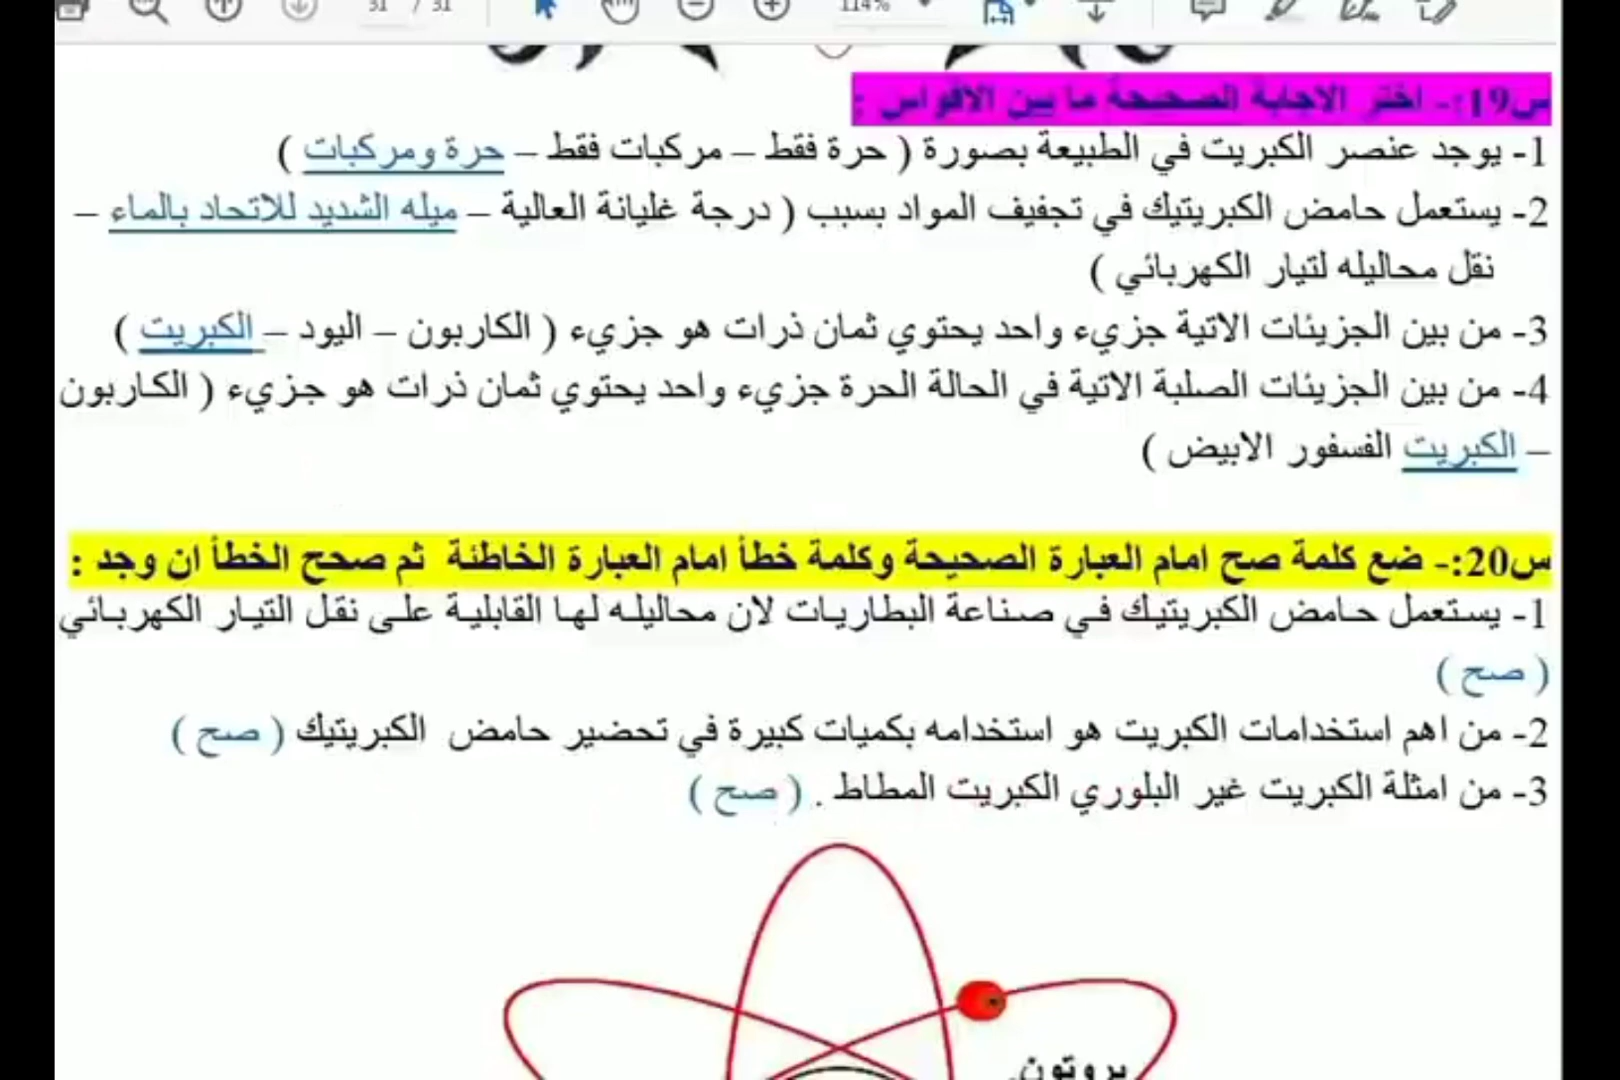 31 / 31
114%
س19:- اختر الاجابة الصحيحة ما بين الاقواس :
1- يوجد عنصر الكبريت في الطبيعة بصورة ( حرة فقط – مركبات فقط – حرة ومركبات )
2- يستعمل حامض الكبريتيك في تجفيف المواد بسبب ( درجة غليانة العالية – ميله الشديد للاتحاد بالماء –
نقل محاليله لتيار الكهربائي )
3- من بين الجزيئات الاتية جزيء واحد يحتوي ثمان ذرات هو جزيء ( الكاربون – اليود – الكبريت )
4- من بين الجزيئات الصلبة الاتية في الحالة الحرة جزيء واحد يحتوي ثمان ذرات هو جزيء ( الكاربون
– الكبريت الفسفور الابيض )
س20:- ضع كلمة صح امام العبارة الصحيحة وكلمة خطأ امام العبارة الخاطئة ثم صحح الخطأ ان وجد :
1- يستعمل حامض الكبريتيك في صناعة البطاريات لان محاليله لها القابلية على نقل التيار الكهربائي
( صح )
2- من اهم استخدامات الكبريت هو استخدامه بكميات كبيرة في تحضير حامض الكبريتيك ( صح )
3- من امثلة الكبريت غير البلوري الكبريت المطاط . ( صح )
بروتون